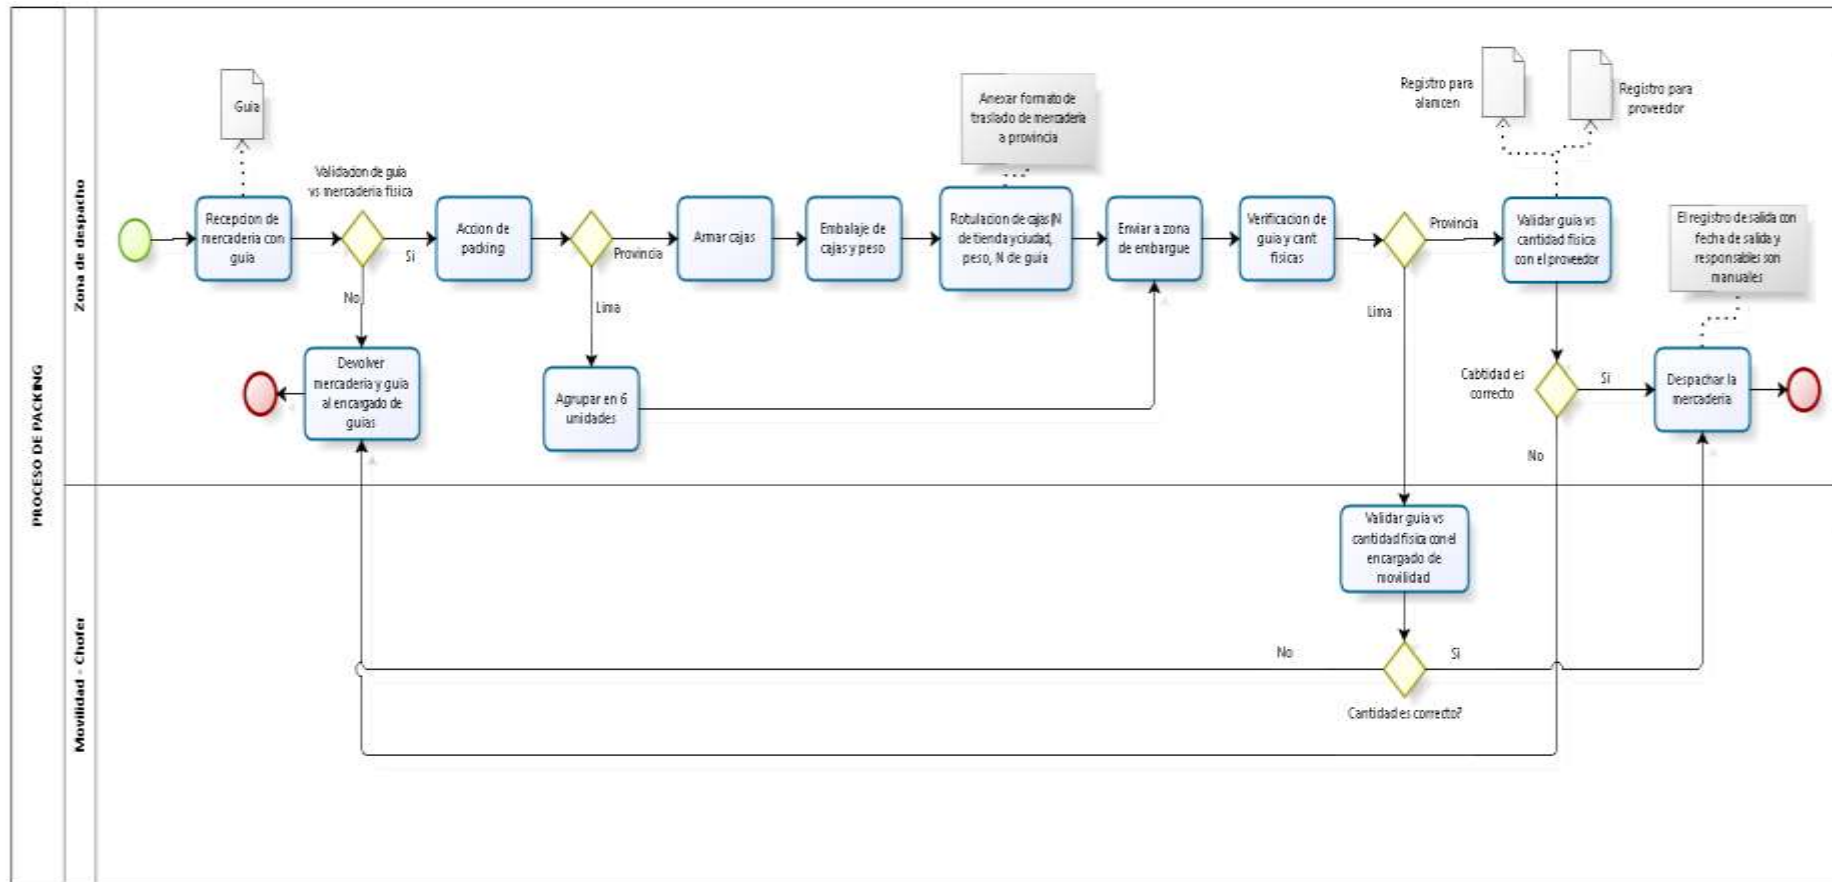 PROCESO DE PACKING
Zona de despacho
Guia
Recepcion de
mercaderia con
guia
Validacion de guia
vs mercaderia fisica
Si
No
Devolver
mercaderia y guia
al encargado de
guias
Accion de
packing
Provincia
Lima
Agrupar en 6
unidades
Armar cajas
Embalaje de
cajas y peso
Anexar formato de
traslado de mercaderia
a provincia
Rotulacion de cajas(N
de tienda y ciudad,
peso, N de guia
Enviar a zona
de embargue
Verificacion de
guia y cant
fisicas
Provincia
Lima
Registro para
alamcen
Registro para
proveedor
Validar guia vs
cantidad fisica
con el proveedor
Cabtidad es
correcto
Si
No
El registro de salida con
fecha de salida y
responsables son
manuales
Despachar la
mercaderia
Movilidad - Chofer
Validar guia vs
cantidad fisica con el
encargado de
movilidad
No
Si
Cantidad es correcto?